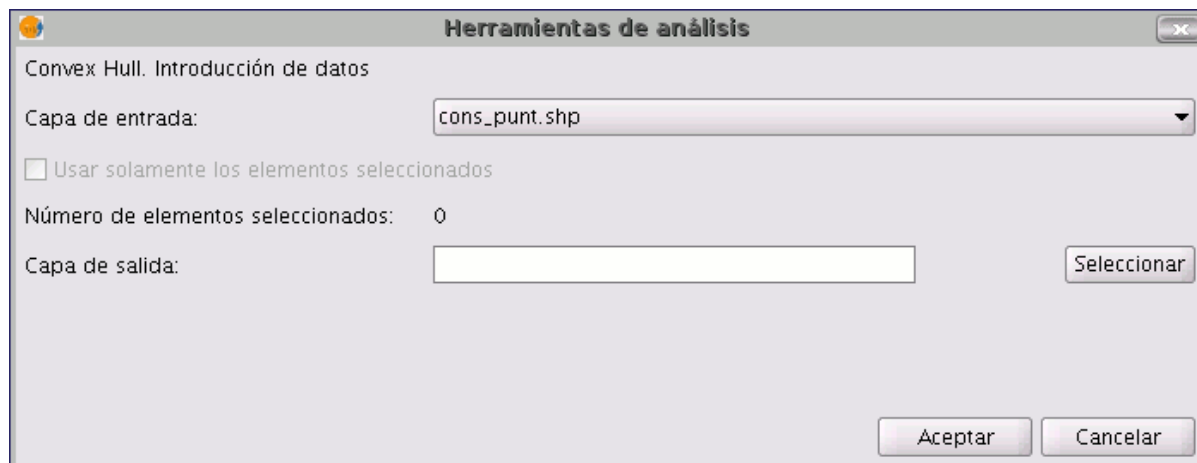 Herramientas de análisis
Convex Hull. Introducción de datos
Capa de entrada: cons_punt.shp
Usar solamente los elementos seleccionados
Número de elementos seleccionados: 0
Capa de salida: Seleccionar
Aceptar Cancelar